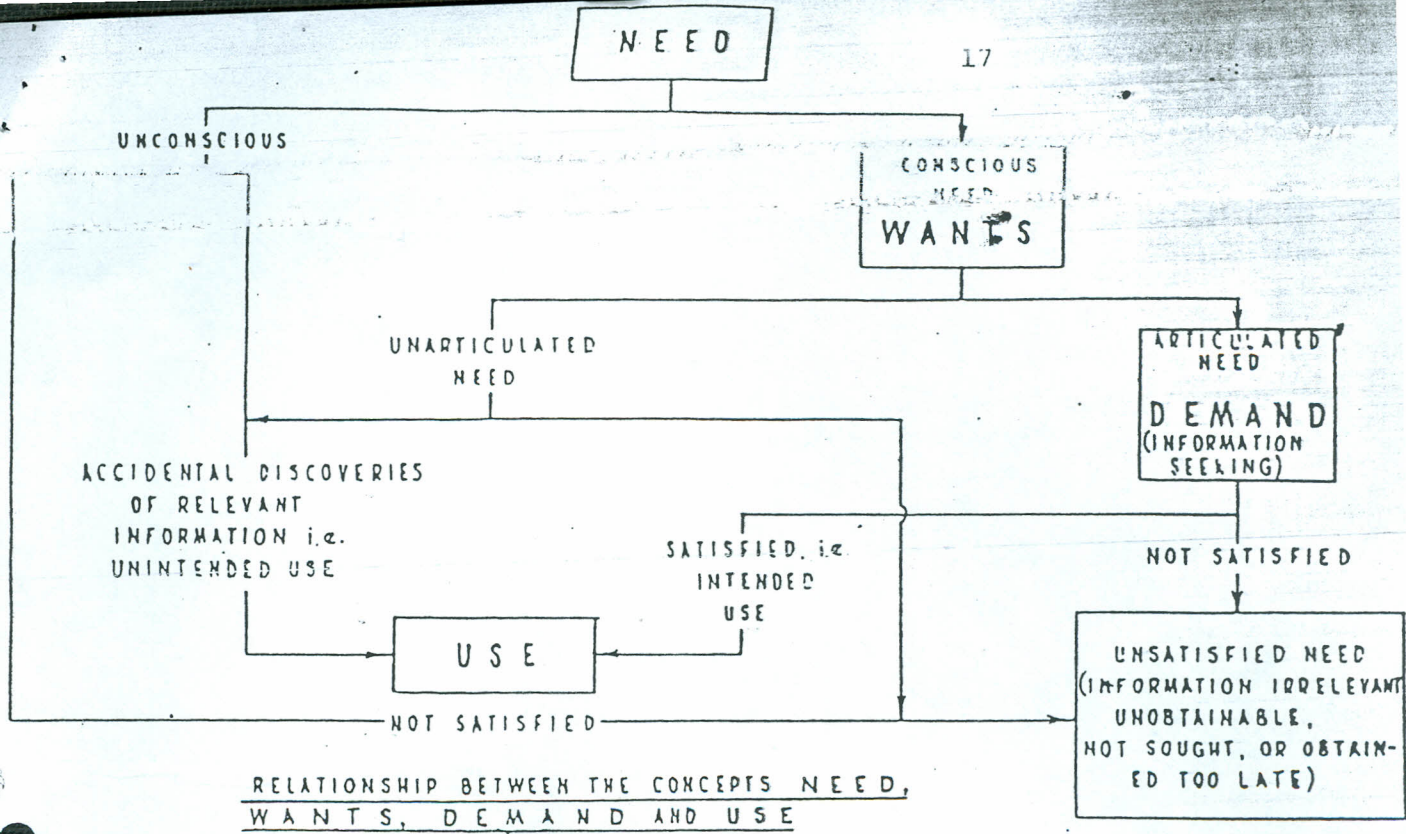 NEED
17
UNCONSCIOUS
CONSCIOUS
NEED
WANTS
UNARTICULATED
NEED
ARTICULATED
NEED
DEMAND
(INFORMATION
SEEKING)
ACCIDENTAL DISCOVERIES
OF RELEVANT
INFORMATION i.e.
UNINTENDED USE
SATISFIED, i.e.
INTENDED
USE
NOT SATISFIED
USE
UNSATISFIED NEED
(INFORMATION IRRELEVANT
UNOBTAINABLE,
NOT SOUGHT, OR OBTAIN-
ED TOO LATE)
NOT SATISFIED
RELATIONSHIP BETWEEN THE CONCEPTS NEED,
WANTS, DEMAND AND USE